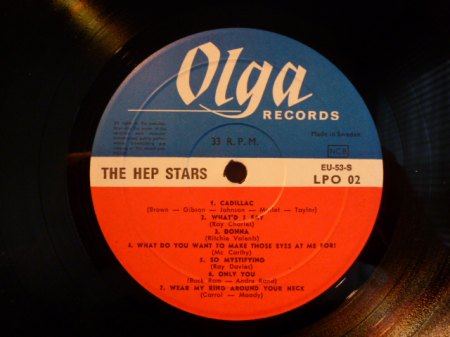 Olga
RECORDS
Made in Sweden
33 R.P.M.
NCB
THE HEP STARS
EU-53-S
LPO 02
1. CADILLAC
(Brown — Gibson — Johnson — Mallet — Taylor)
2. WHAT'D I SAY
(Ray Charles)
3. DONNA
(Ritchie Valens)
4. WHAT DO YOU WANT TO MAKE THOSE EYES AT ME FOR?
(Mc Carthy)
5. SO MYSTIFYING
(Ray Davies)
6. ONLY YOU
(Buck Ram — Andre Rand)
7. WEAR MY RING AROUND YOUR NECK
(Carrol — Moody)